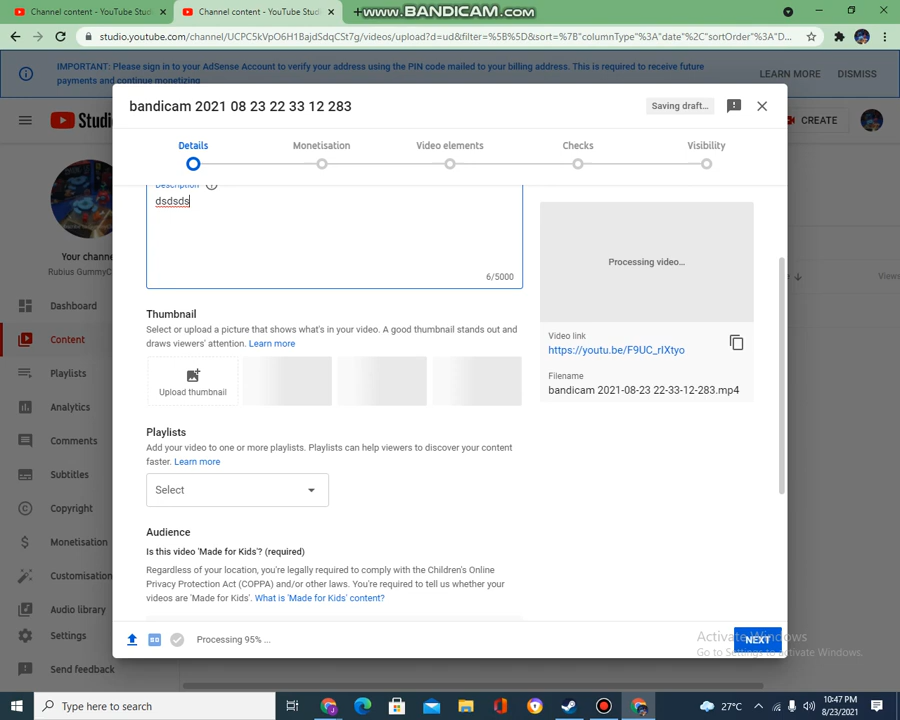 Channel content - YouTube Studio
Channel content - YouTube Studio
www.BANDICAM.com
studio.youtube.com/channel/
/videos/upload?d=ud&filter=%5B%5D&sort=%7B"columnType"%3A"date"%2C"sortOrder"%3A"D...
IMPORTANT: Please sign in to your AdSense Account to verify your address using the PIN code mailed to your billing address. This is required to receive future
payments and continue monetizing
LEARN MORE
DISMISS
Studio
CREATE
bandicam 2021 08 23 22 33 12 283
Saving draft...
Details
Monetisation
Video elements
Checks
Visibility
Description
dsdsds
6/5000
Processing video...
Video link
https://youtu.be/F9UC_rIXtyo
Filename
bandicam 2021-08-23 22-33-12-283.mp4
Thumbnail
Select or upload a picture that shows what's in your video. A good thumbnail stands out and
draws viewers' attention. Learn more
Upload thumbnail
Playlists
Add your video to one or more playlists. Playlists can help viewers to discover your content
faster. Learn more
Select
Audience
Is this video 'Made for Kids'? (required)
Regardless of your location, you're legally required to comply with the Children's Online
Privacy Protection Act (COPPA) and/or other laws. You're required to tell us whether your
videos are 'Made for Kids'. What is 'Made for Kids' content?
Processing 95% ...
NEXT
Your chann
Rubius GummyC
Dashboard
Content
Playlists
Analytics
Comments
Subtitles
Copyright
Monetisation
Customisation
Audio library
Settings
Send feedback
Views
Activate Windows
Go to Settings to activate Windows.
Type here to search
27°C
10:47 PM
8/23/2021